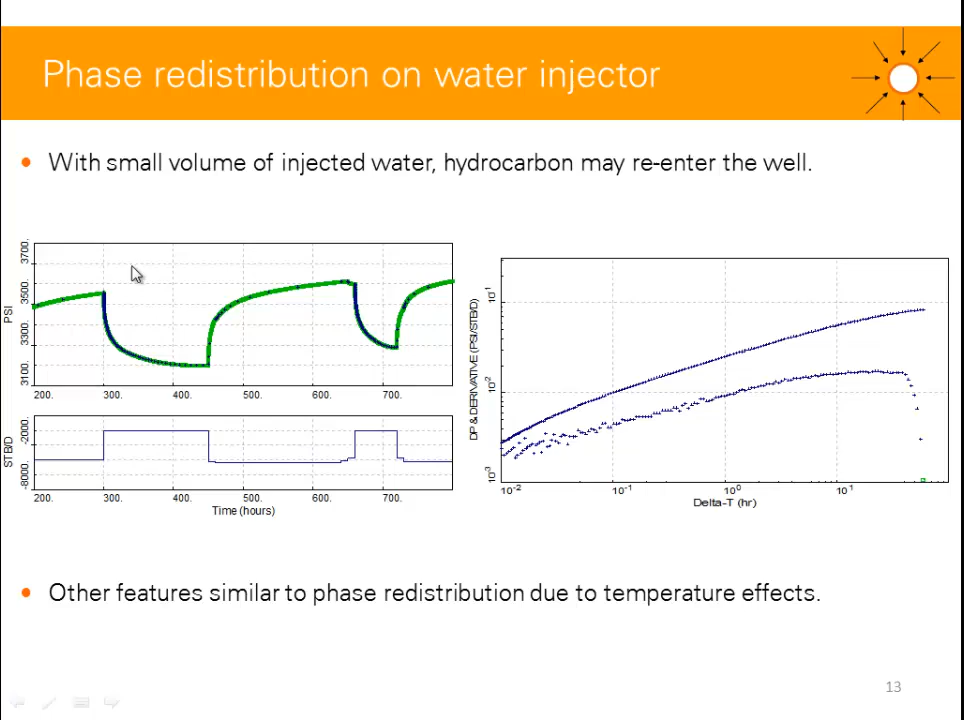 Phase redistribution on water injector
With small volume of injected water, hydrocarbon may re-enter the well.
3700.
3500.
3300.
3100.
PSI
200. 300. 400. 500. 600. 700.
-2000.
-8000.
STB/D
200. 300. 400. 500. 600. 700.
Time (hours)
10-1
10-2
10-3
DP & DERIVATIVE (PSI/STB/D)
10-2 10-1 100 101
Delta-T (hr)
Other features similar to phase redistribution due to temperature effects.
13